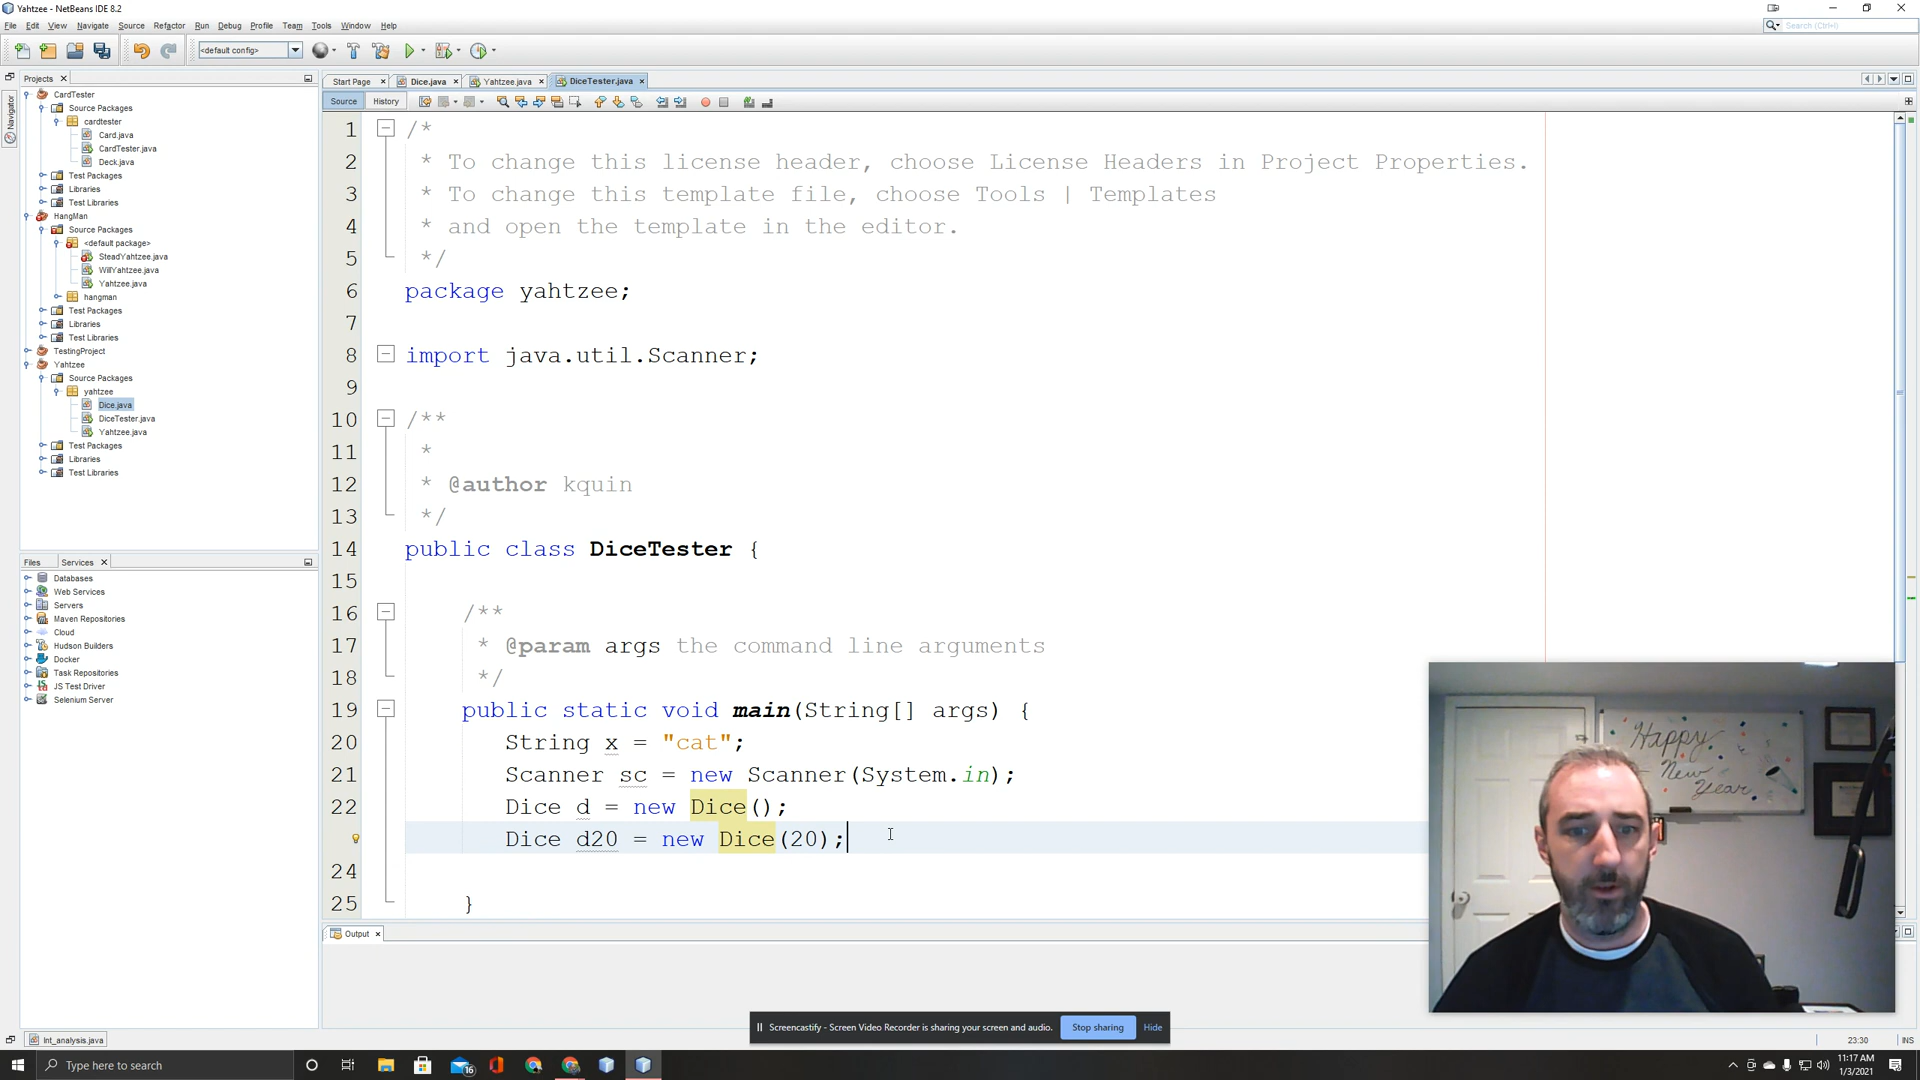 Yahtzee - NetBeans IDE 8.2
File Edit View Navigate Source Refactor Run Debug Profile Team Tools Window Help
Search (Ctrl+I)
<default config>
Projects
Start Page Dice.java Yahtzee.java DiceTester.java
Source History
Navigator
CardTester
Source Packages
cardtester
Card.java
CardTester.java
Deck.java
Test Packages
Libraries
Test Libraries
HangMan
Source Packages
<default package>
SteadYahtzee.java
WillYahtzee.java
Yahtzee.java
hangman
Test Packages
Libraries
Test Libraries
TestingProject
Yahtzee
Source Packages
yahtzee
Dice.java
DiceTester.java
Yahtzee.java
Test Packages
Libraries
Test Libraries
Files Services
Databases
Web Services
Servers
Maven Repositories
Cloud
Hudson Builders
Docker
Task Repositories
JS Test Driver
Selenium Server
1 /*
2 * To change this license header, choose License Headers in Project Properties.
3 * To change this template file, choose Tools | Templates
4 * and open the template in the editor.
5 */
6 package yahtzee;
7
8 import java.util.Scanner;
9
10 /**
11 *
12 * @author kquin
13 */
14 public class DiceTester {
15
16 /**
17 * @param args the command line arguments
18 */
19 public static void main(String[] args) {
20 String x = "cat";
21 Scanner sc = new Scanner(System.in);
22 Dice d = new Dice();
Dice d20 = new Dice(20);
24
25 }
Happy
New
Year
Output
Screencastify - Screen Video Recorder is sharing your screen and audio. Stop sharing Hide
Int_analysis.java
23:30 INS
Type here to search
16
11:17 AM
1/3/2021